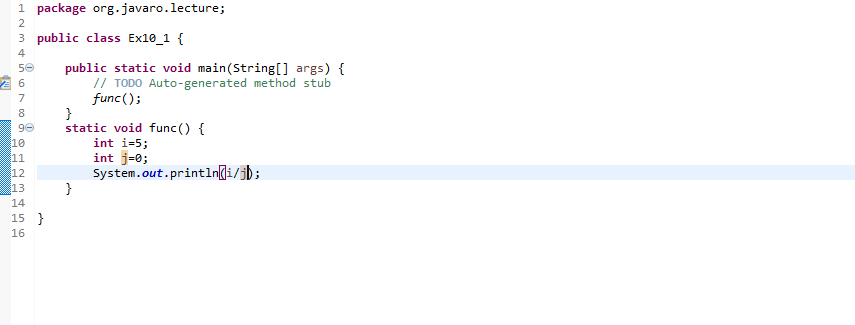 1 package org.javaro.lecture;
2
3 public class Ex10_1 {
4
5 public static void main(String[] args) {
6 // TODO Auto-generated method stub
7 func();
8 }
9 static void func() {
10 int i=5;
11 int j=0;
12 System.out.println(i/j);
13 }
14
15 }
16